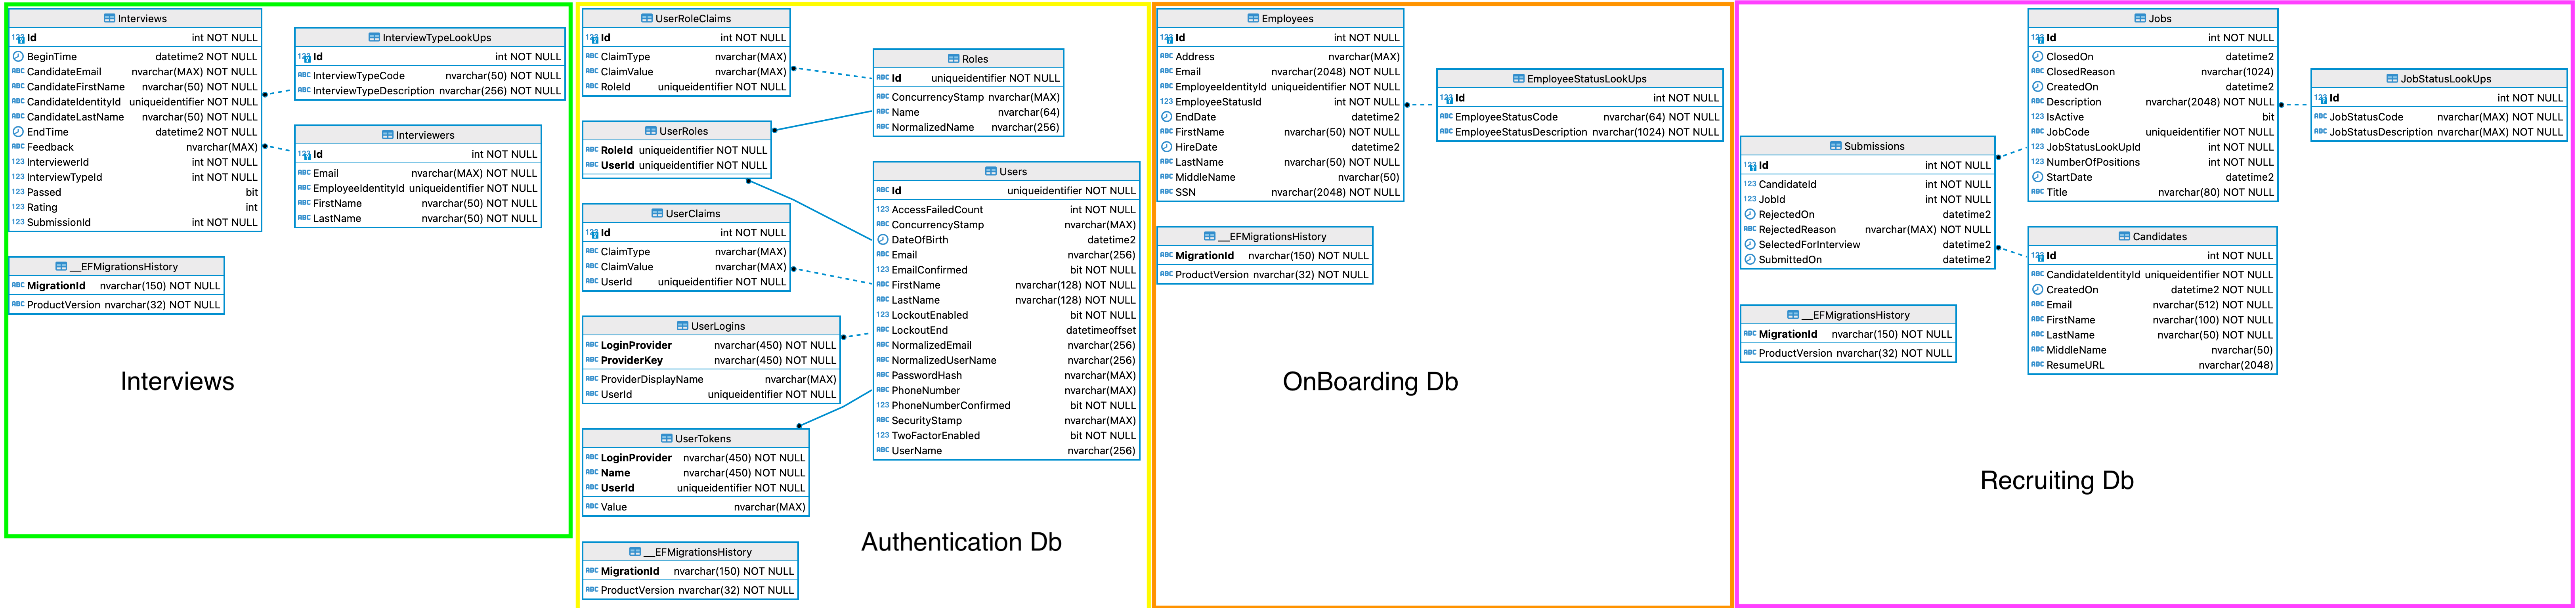 Interviews
Id int NOT NULL
BeginTime datetime2 NOT NULL
CandidateEmail nvarchar(MAX) NOT NULL
CandidateFirstName nvarchar(50) NOT NULL
CandidateIdentityId uniqueidentifier NOT NULL
CandidateLastName nvarchar(50) NOT NULL
EndTime datetime2 NOT NULL
Feedback nvarchar(MAX)
InterviewerId int NOT NULL
InterviewTypeId int NOT NULL
Passed bit
Rating int
SubmissionId int NOT NULL
InterviewTypeLookUps
Id int NOT NULL
InterviewTypeCode nvarchar(50) NOT NULL
InterviewTypeDescription nvarchar(256) NOT NULL
Interviewers
Id int NOT NULL
Email nvarchar(MAX) NOT NULL
EmployeeIdentityId uniqueidentifier NOT NULL
FirstName nvarchar(50) NOT NULL
LastName nvarchar(50) NOT NULL
__EFMigrationsHistory
MigrationId nvarchar(150) NOT NULL
ProductVersion nvarchar(32) NOT NULL
Interviews
UserRoleClaims
Id int NOT NULL
ClaimType nvarchar(MAX)
ClaimValue nvarchar(MAX)
RoleId uniqueidentifier NOT NULL
Roles
Id uniqueidentifier NOT NULL
ConcurrencyStamp nvarchar(MAX)
Name nvarchar(64)
NormalizedName nvarchar(256)
UserRoles
RoleId uniqueidentifier NOT NULL
UserId uniqueidentifier NOT NULL
Users
Id uniqueidentifier NOT NULL
AccessFailedCount int NOT NULL
ConcurrencyStamp nvarchar(MAX)
DateOfBirth datetime2
Email nvarchar(256)
EmailConfirmed bit NOT NULL
FirstName nvarchar(128) NOT NULL
LastName nvarchar(128) NOT NULL
LockoutEnabled bit NOT NULL
LockoutEnd datetimeoffset
NormalizedEmail nvarchar(256)
NormalizedUserName nvarchar(256)
PasswordHash nvarchar(MAX)
PhoneNumber nvarchar(MAX)
PhoneNumberConfirmed bit NOT NULL
SecurityStamp nvarchar(MAX)
TwoFactorEnabled bit NOT NULL
UserName nvarchar(256)
UserClaims
Id int NOT NULL
ClaimType nvarchar(MAX)
ClaimValue nvarchar(MAX)
UserId uniqueidentifier NOT NULL
UserLogins
LoginProvider nvarchar(450) NOT NULL
ProviderKey nvarchar(450) NOT NULL
ProviderDisplayName nvarchar(MAX)
UserId uniqueidentifier NOT NULL
UserTokens
LoginProvider nvarchar(450) NOT NULL
Name nvarchar(450) NOT NULL
UserId uniqueidentifier NOT NULL
Value nvarchar(MAX)
__EFMigrationsHistory
MigrationId nvarchar(150) NOT NULL
ProductVersion nvarchar(32) NOT NULL
Authentication Db
Employees
Id int NOT NULL
Address nvarchar(MAX)
Email nvarchar(2048) NOT NULL
EmployeeIdentityId uniqueidentifier NOT NULL
EmployeeStatusId int NOT NULL
EndDate datetime2
FirstName nvarchar(50) NOT NULL
HireDate datetime2
LastName nvarchar(50) NOT NULL
MiddleName nvarchar(50)
SSN nvarchar(2048) NOT NULL
EmployeeStatusLookUps
Id int NOT NULL
EmployeeStatusCode nvarchar(64) NOT NULL
EmployeeStatusDescription nvarchar(1024) NOT NULL
__EFMigrationsHistory
MigrationId nvarchar(150) NOT NULL
ProductVersion nvarchar(32) NOT NULL
OnBoarding Db
Jobs
Id int NOT NULL
ClosedOn datetime2
ClosedReason nvarchar(1024)
CreatedOn datetime2
Description nvarchar(2048) NOT NULL
IsActive bit
JobCode uniqueidentifier NOT NULL
JobStatusLookUpId int NOT NULL
NumberOfPositions int NOT NULL
StartDate datetime2
Title nvarchar(80) NOT NULL
JobStatusLookUps
Id int NOT NULL
JobStatusCode nvarchar(MAX) NOT NULL
JobStatusDescription nvarchar(MAX) NOT NULL
Submissions
Id int NOT NULL
CandidateId int NOT NULL
JobId int NOT NULL
RejectedOn datetime2
RejectedReason nvarchar(MAX) NOT NULL
SelectedForInterview datetime2
SubmittedOn datetime2
Candidates
Id int NOT NULL
CandidateIdentityId uniqueidentifier NOT NULL
CreatedOn datetime2 NOT NULL
Email nvarchar(512) NOT NULL
FirstName nvarchar(100) NOT NULL
LastName nvarchar(50) NOT NULL
MiddleName nvarchar(50)
ResumeURL nvarchar(2048)
__EFMigrationsHistory
MigrationId nvarchar(150) NOT NULL
ProductVersion nvarchar(32) NOT NULL
Recruiting Db